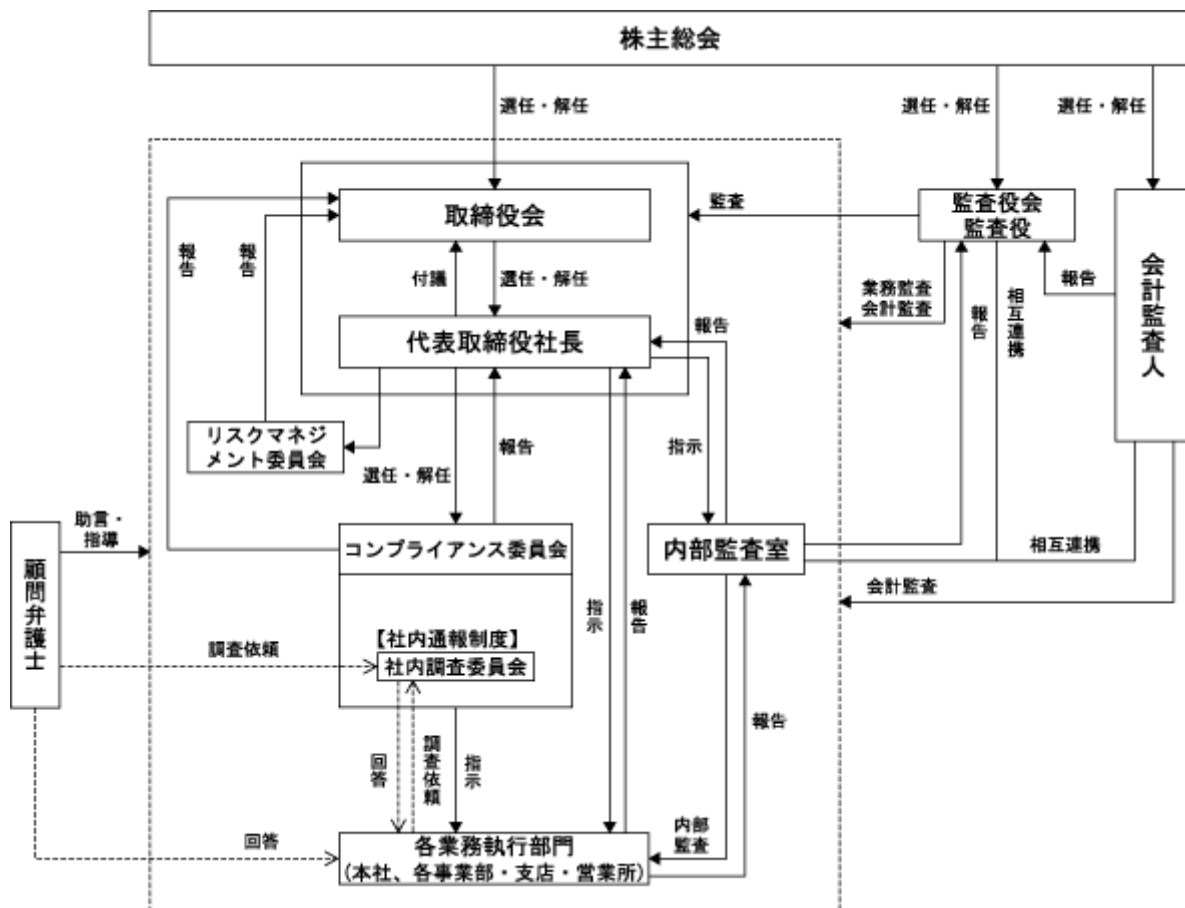 株主総会
選任・解任
選任・解任
選任・解任
取締役会
監査
監査役会
監査役
会計監査人
報告
報告
付議
選任・解任
業務監査
会計監査
報告
相互連携
報告
代表取締役社長
報告
リスクマネジ
メント委員会
選任・解任
報告
指示
顧問弁護士
助言・
指導
コンプライアンス委員会
内部監査室
相互連携
会計監査
指示
報告
調査依頼
【社内通報制度】
社内調査委員会
回答
調査依頼
指示
報告
回答
内部
監査
各業務執行部門
(本社、各事業部・支店・営業所)